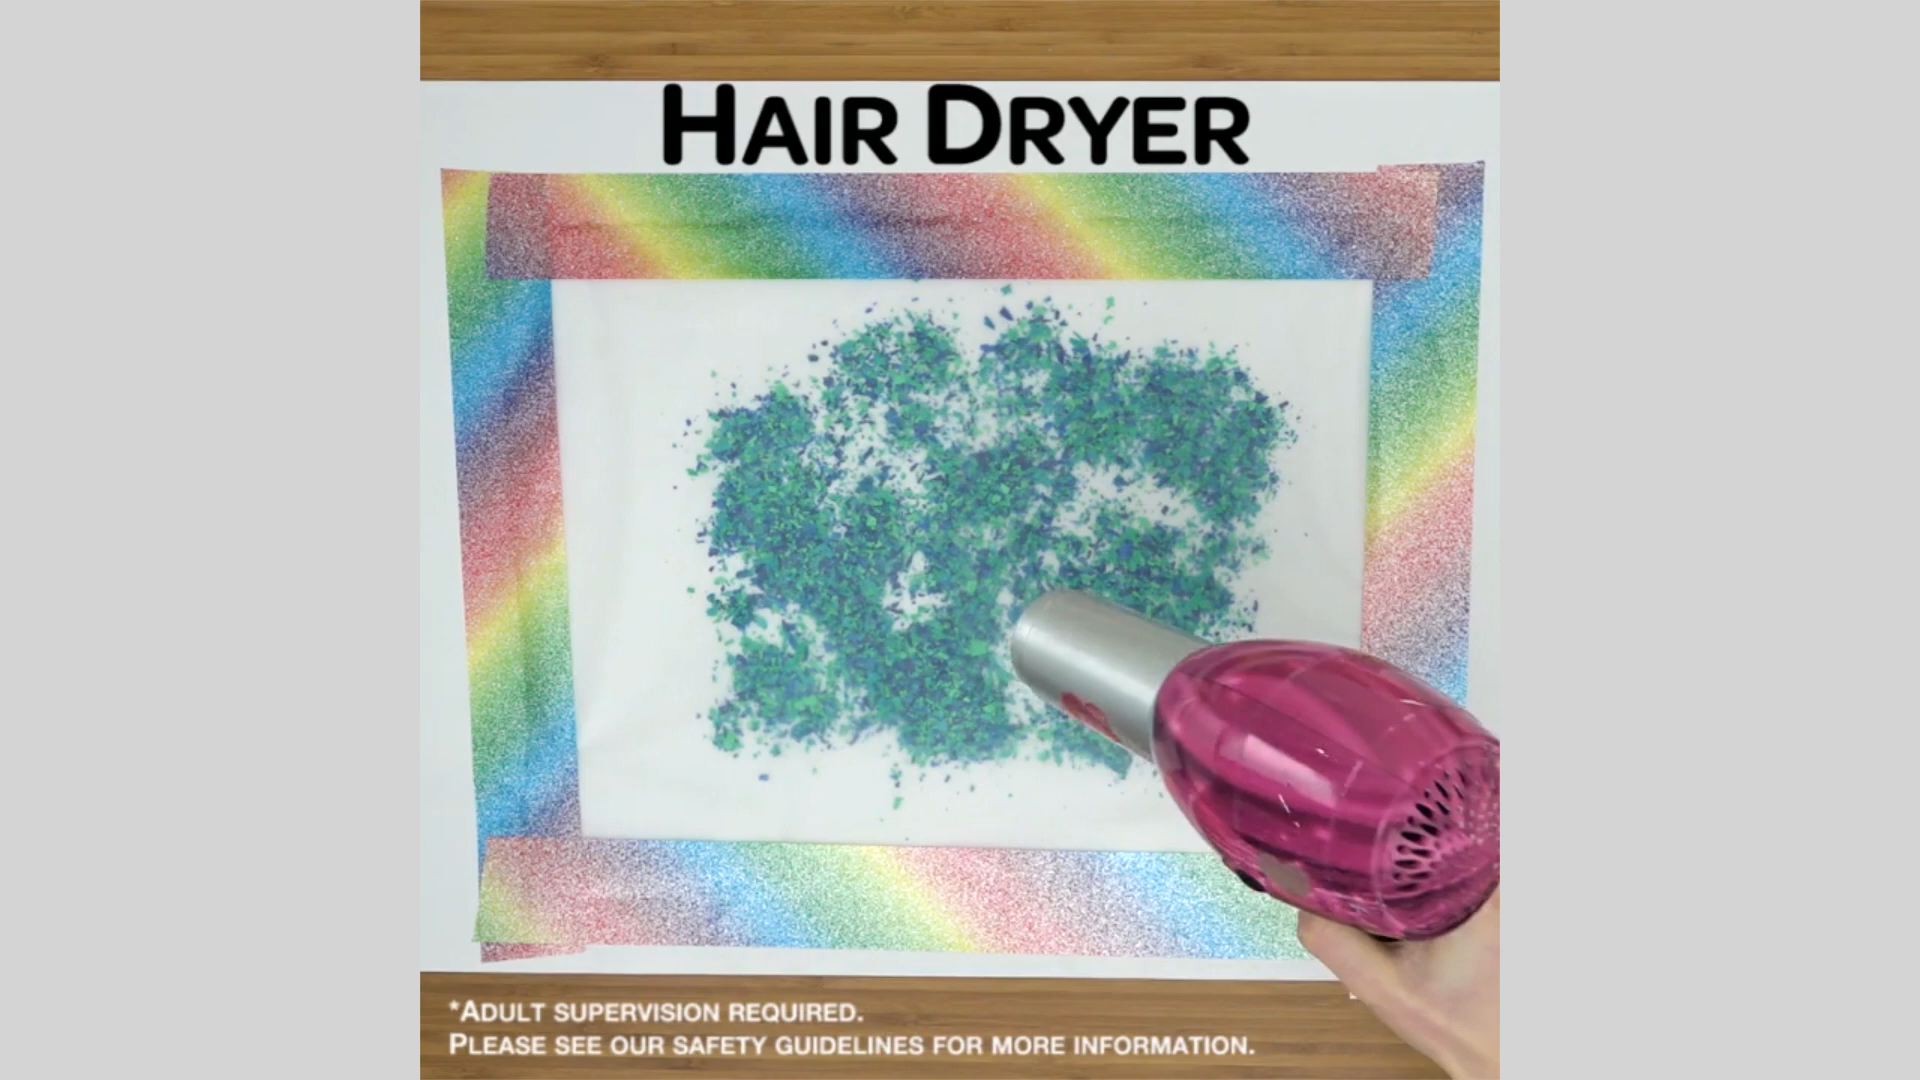 HAIR DRYER
*ADULT SUPERVISION REQUIRED.
PLEASE SEE OUR SAFETY GUIDELINES FOR MORE INFORMATION.